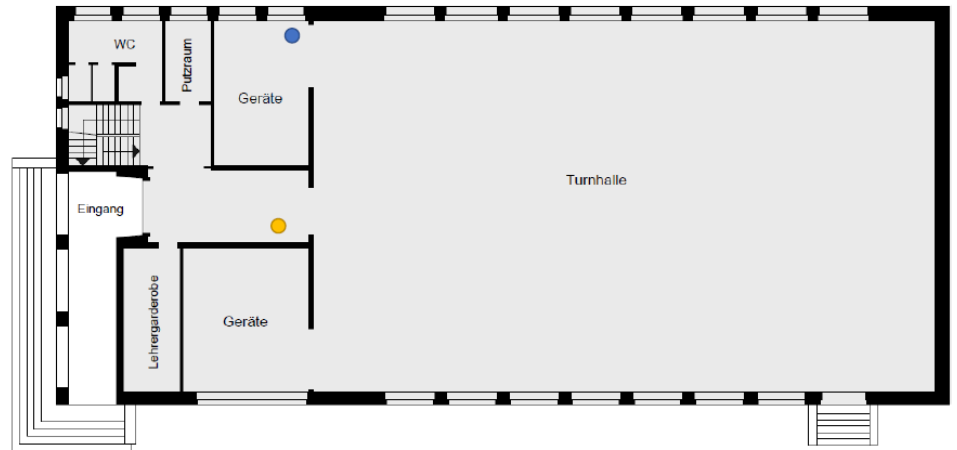 WC
Putzraum
Geräte
Turnhalle
Eingang
Lehrergarderobe
Geräte